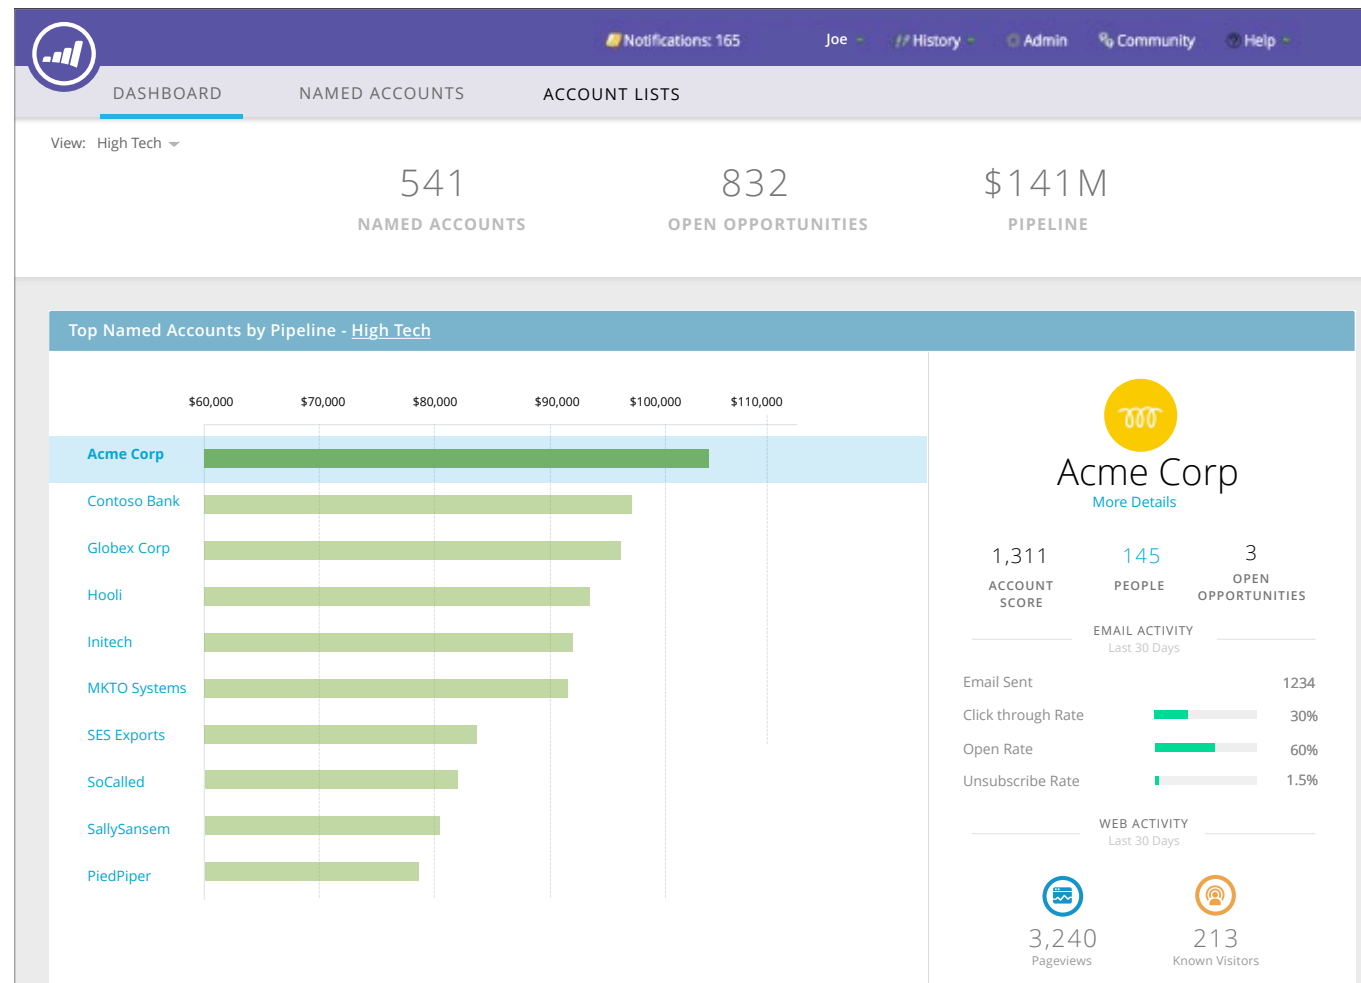 Notifications: 165 Joe History Admin Community Help
DASHBOARD NAMED ACCOUNTS ACCOUNT LISTS
View: High Tech
541 832 $141M
NAMED ACCOUNTS OPEN OPPORTUNITIES PIPELINE
Top Named Accounts by Pipeline - High Tech
$60,000 $70,000 $80,000 $90,000 $100,000 $110,000
Acme Corp
Contoso Bank
Globex Corp
Hooli
Initech
MKTO Systems
SES Exports
SoCalled
SallySansem
PiedPiper
Acme Corp
More Details
1,311 145 3
ACCOUNT SCORE PEOPLE OPEN OPPORTUNITIES
EMAIL ACTIVITY
Last 30 Days
Email Sent 1234
Click through Rate 30%
Open Rate 60%
Unsubscribe Rate 1.5%
WEB ACTIVITY
Last 30 Days
3,240 213
Pageviews Known Visitors